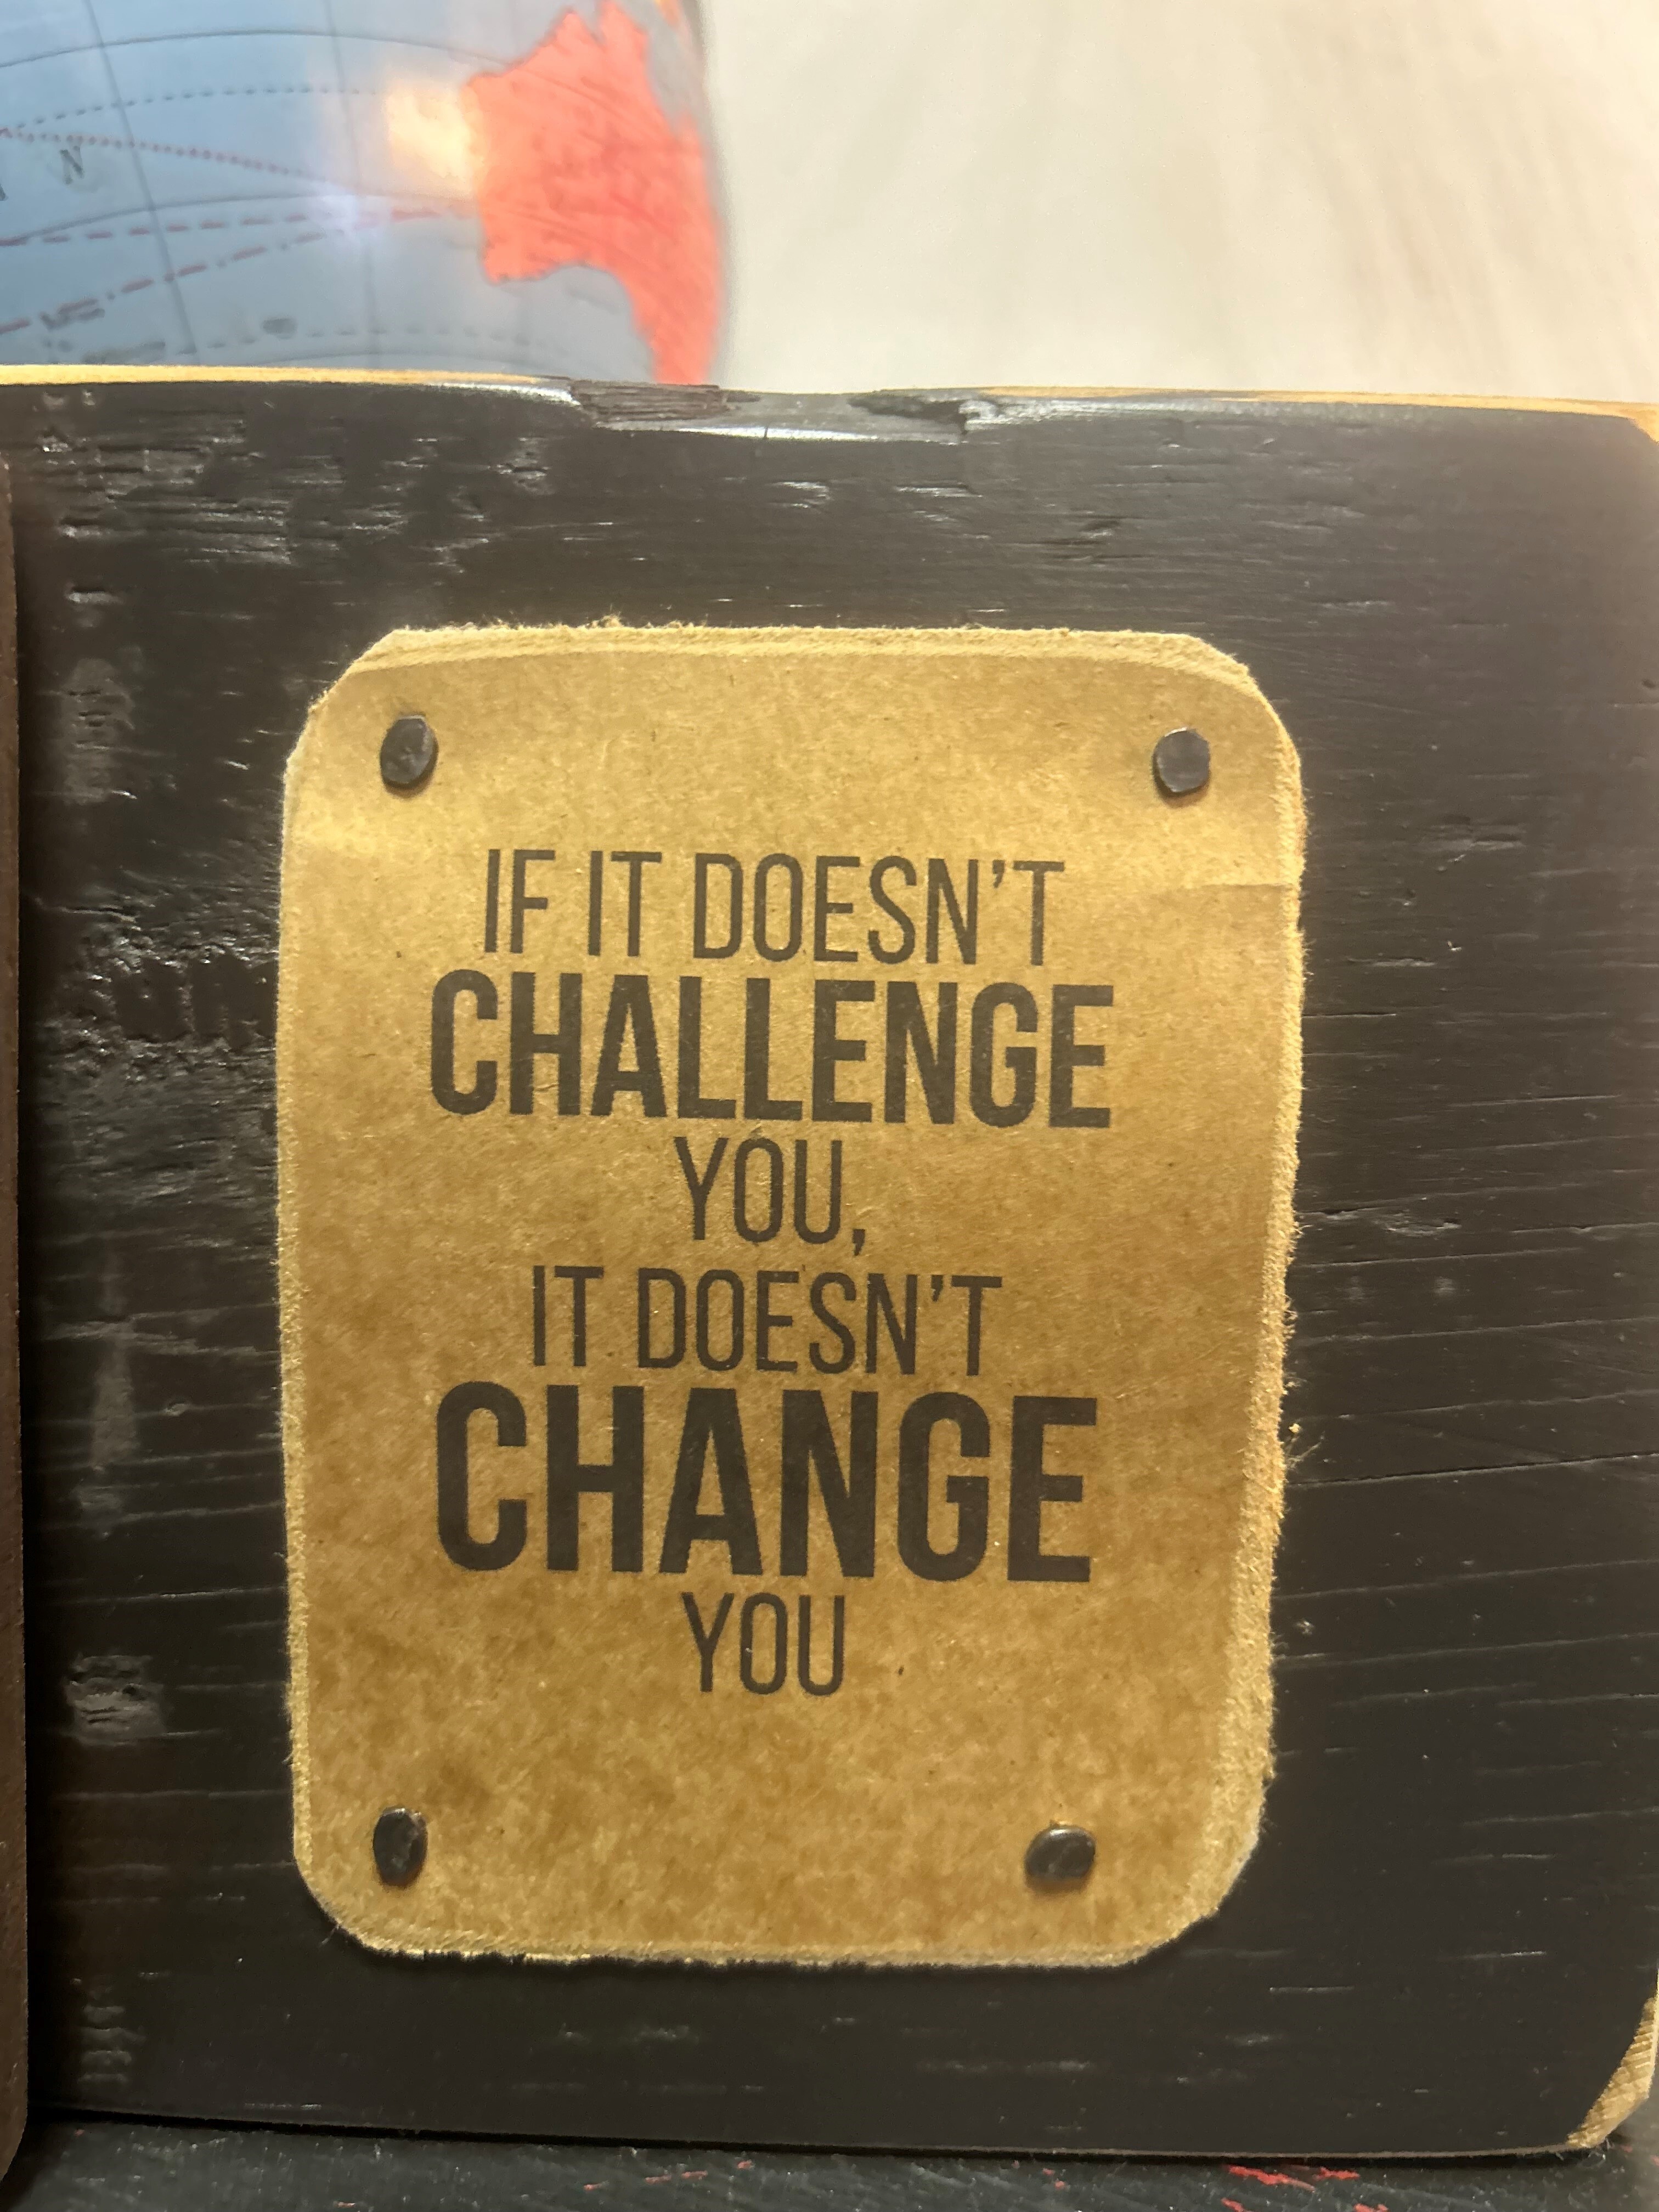 N
IF IT DOESN'T
CHALLENGE
YOU,
IT DOESN'T
CHANGE
YOU